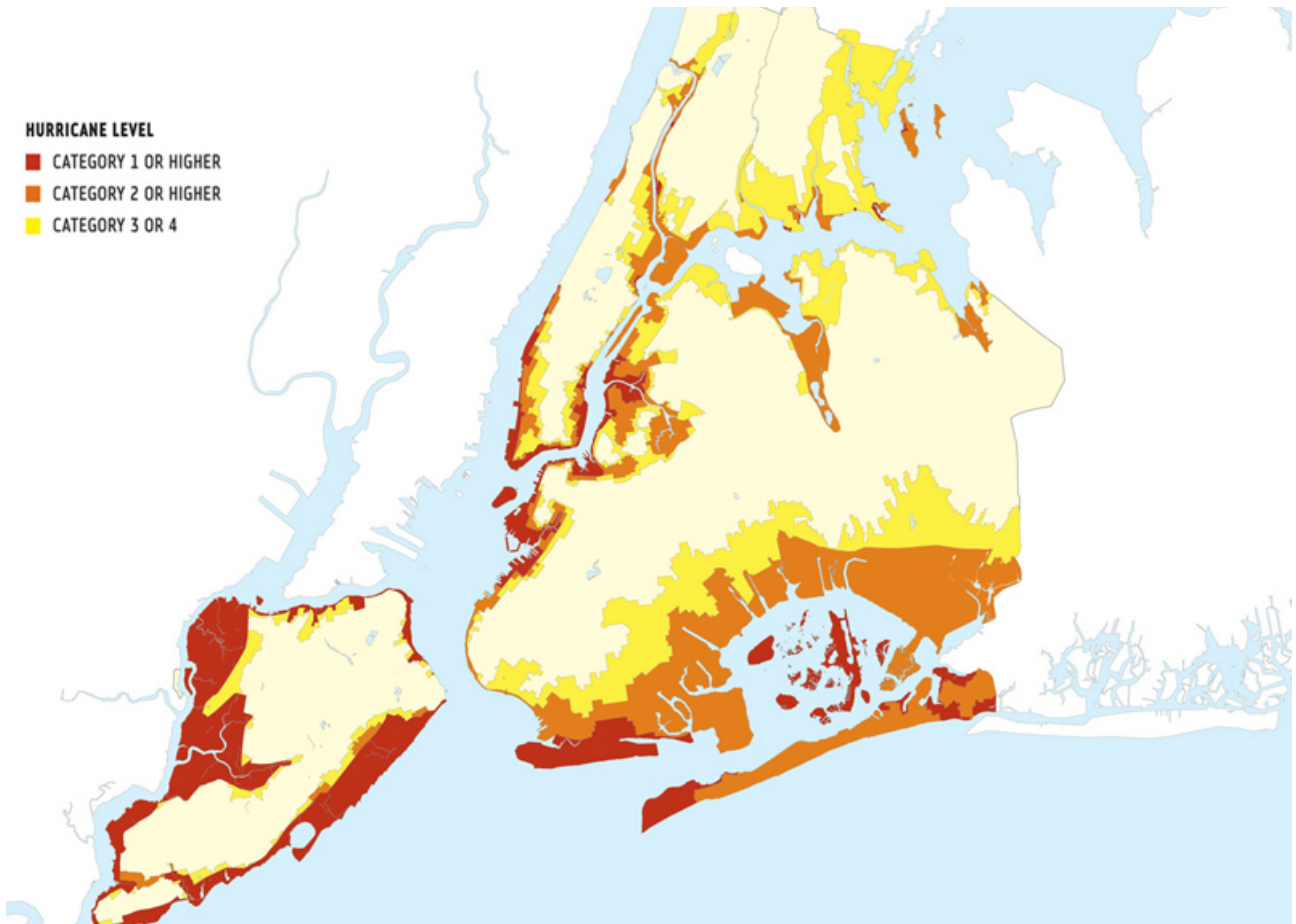 HURRICANE LEVEL
CATEGORY 1 OR HIGHER
CATEGORY 2 OR HIGHER
CATEGORY 3 OR 4